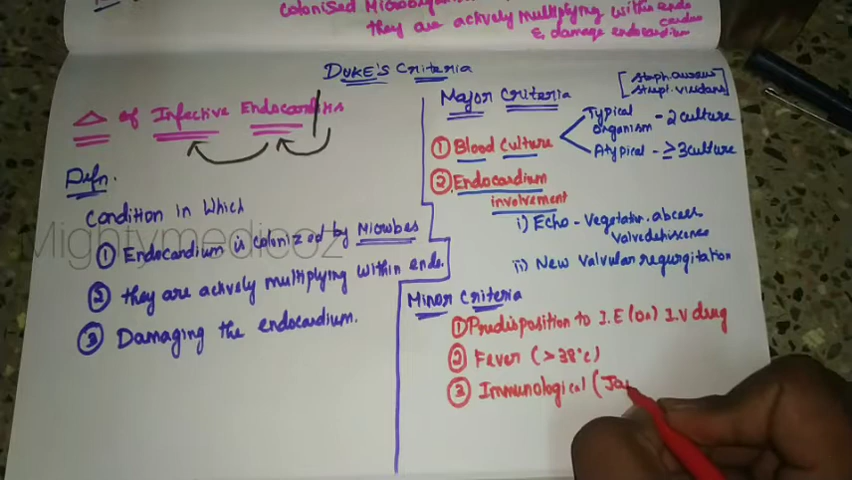 colonised
they are actively multiplying within endo
cardium
& damage endocardium
DUKE'S Criteria
△ of Infective Endocarditis
Defn.
Condition in Which
① Endocardium is colonized by Microbes
② they are actively multiplying within endo.
③ Damaging the endocardium.
Mightymedicoz
Major Criteria
[Staph. aureus
Strept. viridans]
① Blood Culture
Typical organism - 2 culture
Atypical - ≥ 3 culture
② Endocardium
involvement
i) Echo - Vegetation. abcess
Valve dehiscence
ii) New valvular regurgitation
Minor Criteria
① Predisposition to I.E (or) I.V drug
② Fever (> 38°c)
③ Immunological (